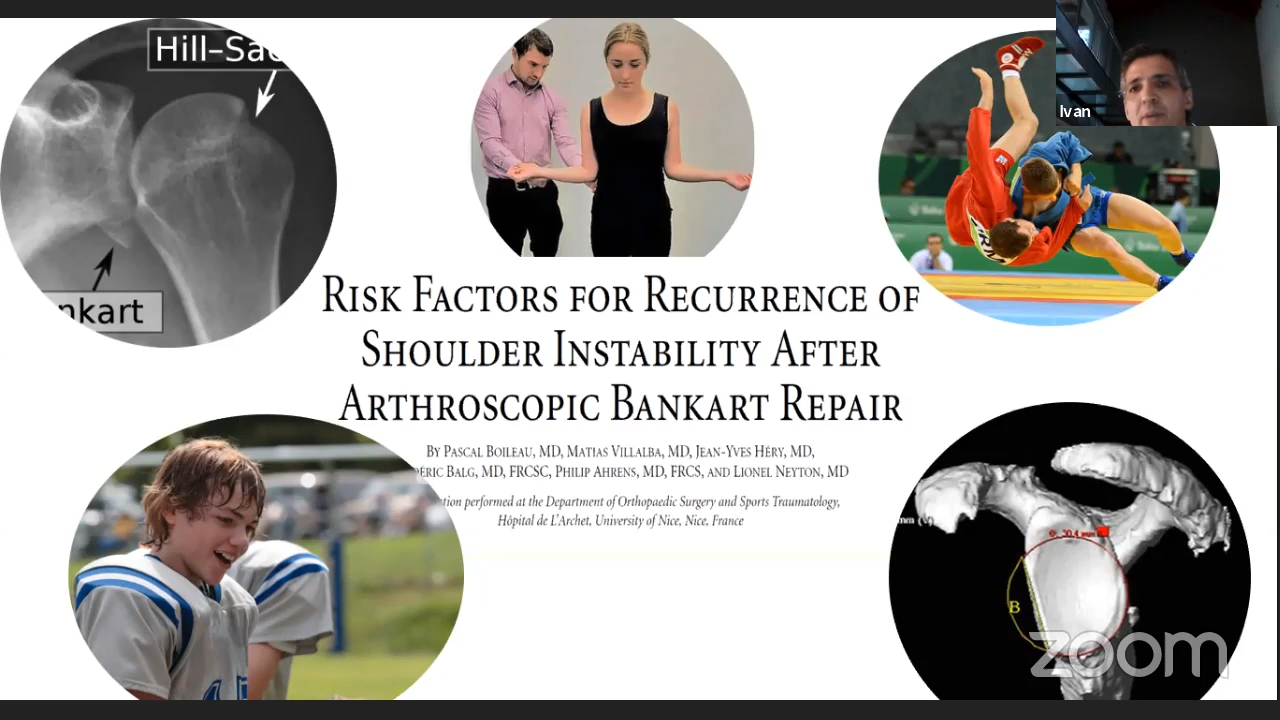 Hill–Sac
nkart
Ivan
RISK FACTORS FOR RECURRENCE OF
SHOULDER INSTABILITY AFTER
ARTHROSCOPIC BANKART REPAIR
BY PASCAL BOILEAU, MD, MATIAS VILLALBA, MD, JEAN-YVES HÉRY, MD,
ÉRIC BALG, MD, FRCSC, PHILIP AHRENS, MD, FRCS, AND LIONEL NEYTON, MD
tion performed at the Department of Orthopaedic Surgery and Sports Traumatology,
Hôpital de L'Archet, University of Nice, Nice, France
30.4 mm
B
zoom